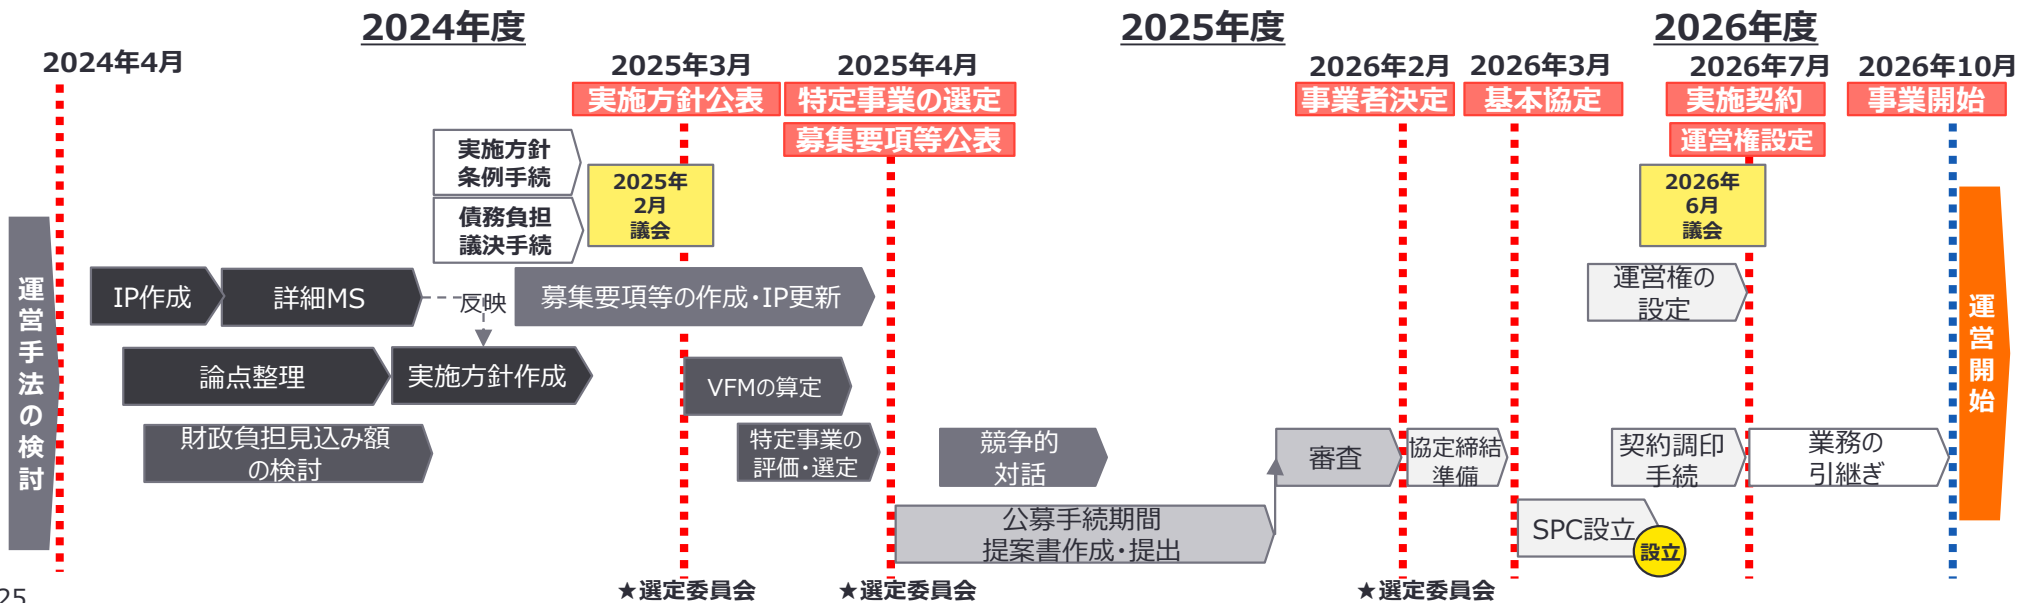 2024年度
2025年度
2026年度
2024年4月
2025年3月
2025年4月
2026年2月
2026年3月
2026年7月
2026年10月
実施方針公表
特定事業の選定
募集要項等公表
事業者決定
基本協定
実施契約
運営権設定
事業開始
実施方針
条例手続
債務負担
議決手続
2025年
2月
議会
2026年
6月
議会
運営手法の検討
IP作成
詳細MS
反映
募集要項等の作成・IP更新
運営権の
設定
運営開始
論点整理
実施方針作成
VFMの算定
財政負担見込み額
の検討
特定事業の
評価・選定
競争的
対話
審査
協定締結
準備
契約調印
手続
業務の
引継ぎ
公募手続期間
提案書作成・提出
SPC設立
設立
★選定委員会
★選定委員会
★選定委員会
25